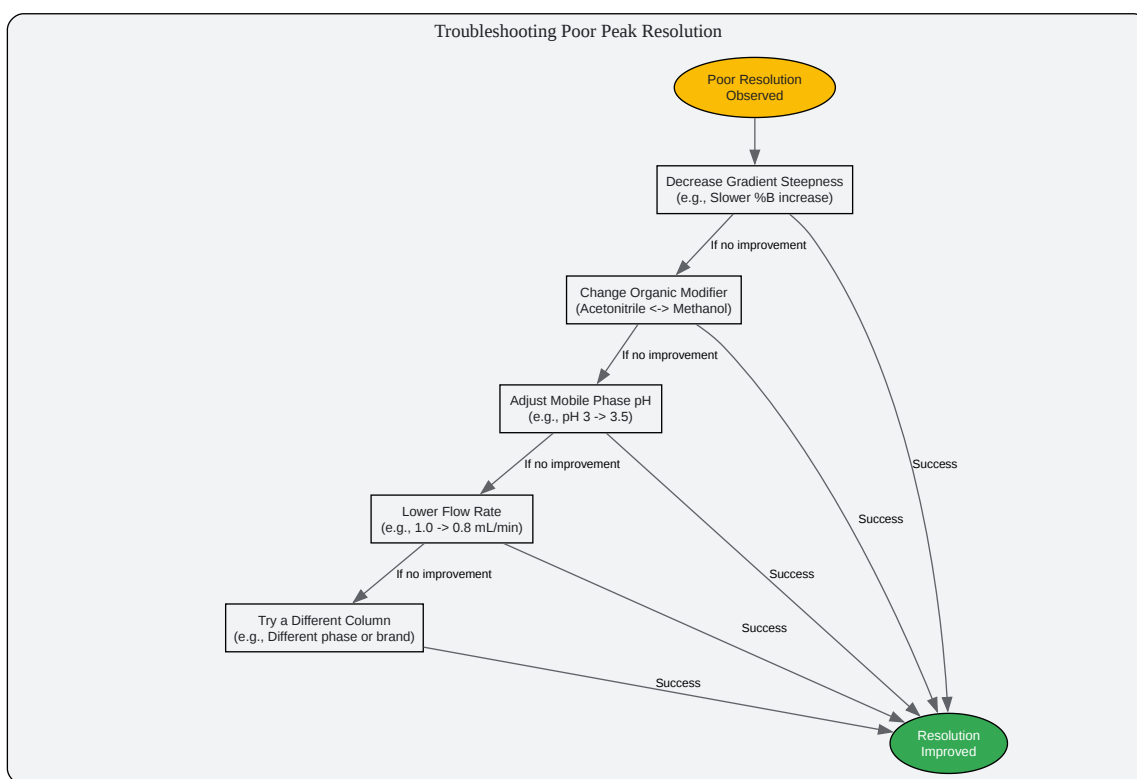 Troubleshooting Poor Peak Resolution
Poor Resolution
Observed
Decrease Gradient Steepness
(e.g., Slower %B increase)
If no improvement
Change Organic Modifier
(Acetonitrile <-> Methanol)
If no improvement
Adjust Mobile Phase pH
(e.g., pH 3 -> 3.5)
If no improvement
Success
Lower Flow Rate
(e.g., 1.0 -> 0.8 mL/min)
Success
If no improvement
Success
Try a Different Column
(e.g., Different phase or brand)
Success
Success
Resolution
Improved